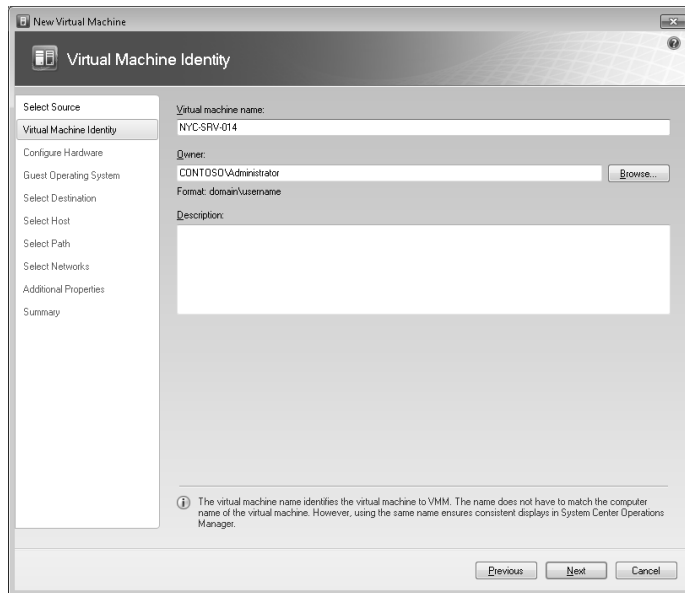 New Virtual Machine
Virtual Machine Identity
Select Source
Virtual Machine Identity
Configure Hardware
Guest Operating System
Select Destination
Select Host
Select Path
Select Networks
Additional Properties
Summary
Virtual machine name:
NYC-SRV-014
Owner:
CONTOSO\Administrator
Browse...
Format: domain\username
Description:
The virtual machine name identifies the virtual machine to VMM. The name does not have to match the computer
name of the virtual machine. However, using the same name ensures consistent displays in System Center Operations
Manager.
Previous
Next
Cancel